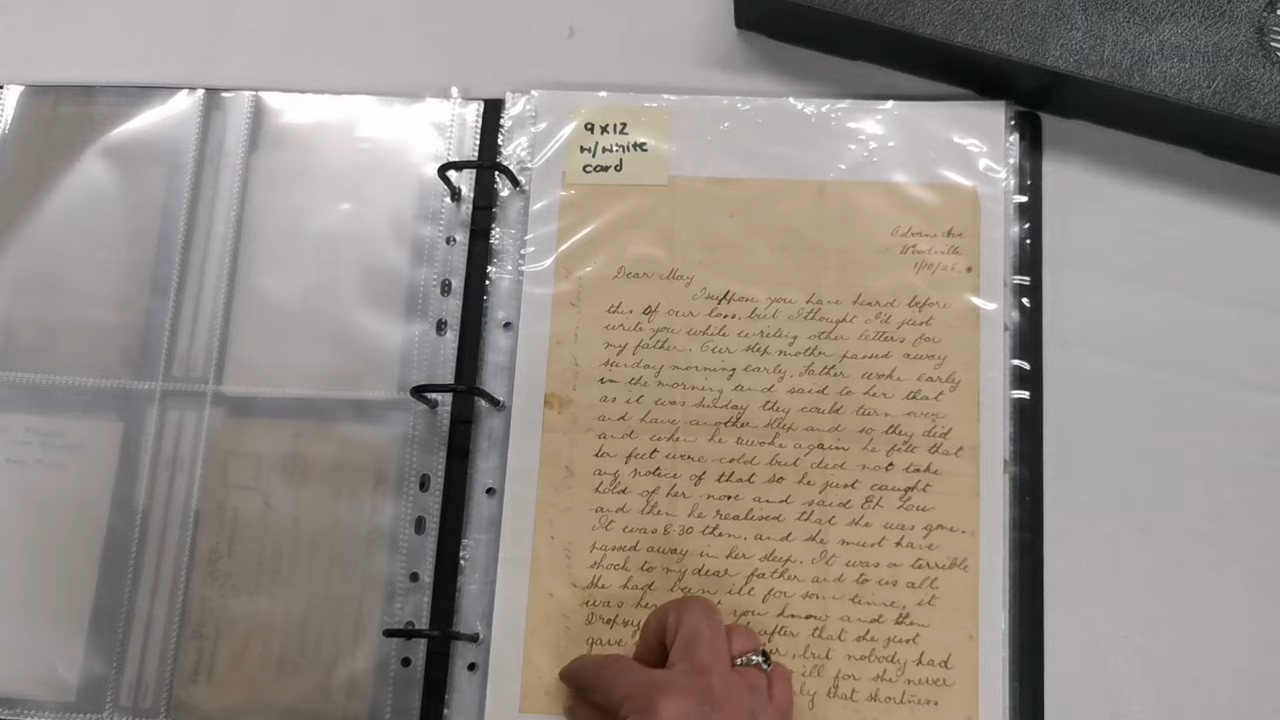 9 X 12
W/White
card
Osborne Ave
Woodville
1/10/28.
Dear May
I suppose you have heard before
this of our loss, but I thought I'd just
write you while writing other letters for
my father. Our step mother passed away
sunday morning early. Father woke early
in the morning and said to her that
as it was sunday they could turn over
and have another sleep and so they did
and when he awoke again he felt that
her feet were cold but did not take
any notice of that so he just caught
hold of her nose and said Eh Lou
and then he realised that she was gone.
It was 8-30 then, and she must have
passed away in her sleep. It was a terrible
shock to my dear father and to us all.
She had been ill for some time, it
was her you know and then
Dropsy after that she just
gave but nobody had
ill for she never
that shortness